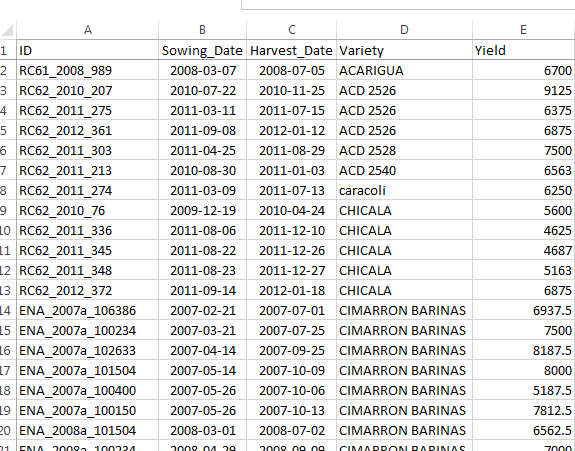 A B C D E
1 ID Sowing_Date Harvest_Date Variety Yield
2 RC61_2008_989 2008-03-07 2008-07-05 ACARIGUA 6700
3 RC62_2010_207 2010-07-22 2010-11-25 ACD 2526 9125
4 RC62_2011_275 2011-03-11 2011-07-15 ACD 2526 6375
5 RC62_2012_361 2011-09-08 2012-01-12 ACD 2526 6875
6 RC62_2011_303 2011-04-25 2011-08-29 ACD 2528 7500
7 RC62_2011_213 2010-08-30 2011-01-03 ACD 2540 6563
8 RC62_2011_274 2011-03-09 2011-07-13 caracoli 6250
9 RC62_2010_76 2009-12-19 2010-04-24 CHICALA 5600
10 RC62_2011_336 2011-08-06 2011-12-10 CHICALA 4625
11 RC62_2011_345 2011-08-22 2011-12-26 CHICALA 4687
12 RC62_2011_348 2011-08-23 2011-12-27 CHICALA 5163
13 RC62_2012_372 2011-09-14 2012-01-18 CHICALA 6875
14 ENA_2007a_106386 2007-02-21 2007-07-01 CIMARRON BARINAS 6937.5
15 ENA_2007a_100234 2007-03-21 2007-07-25 CIMARRON BARINAS 7500
16 ENA_2007a_102633 2007-04-14 2007-09-25 CIMARRON BARINAS 8187.5
17 ENA_2007a_101504 2007-05-14 2007-10-09 CIMARRON BARINAS 8000
18 ENA_2007a_100400 2007-05-26 2007-10-06 CIMARRON BARINAS 5187.5
19 ENA_2007a_100150 2007-05-26 2007-10-13 CIMARRON BARINAS 7812.5
20 ENA_2008a_101504 2008-03-01 2008-07-02 CIMARRON BARINAS 6562.5
21 ENA_2008a_100234 2008-04-29 2008-09-09 CIMARRON BARINAS 7000